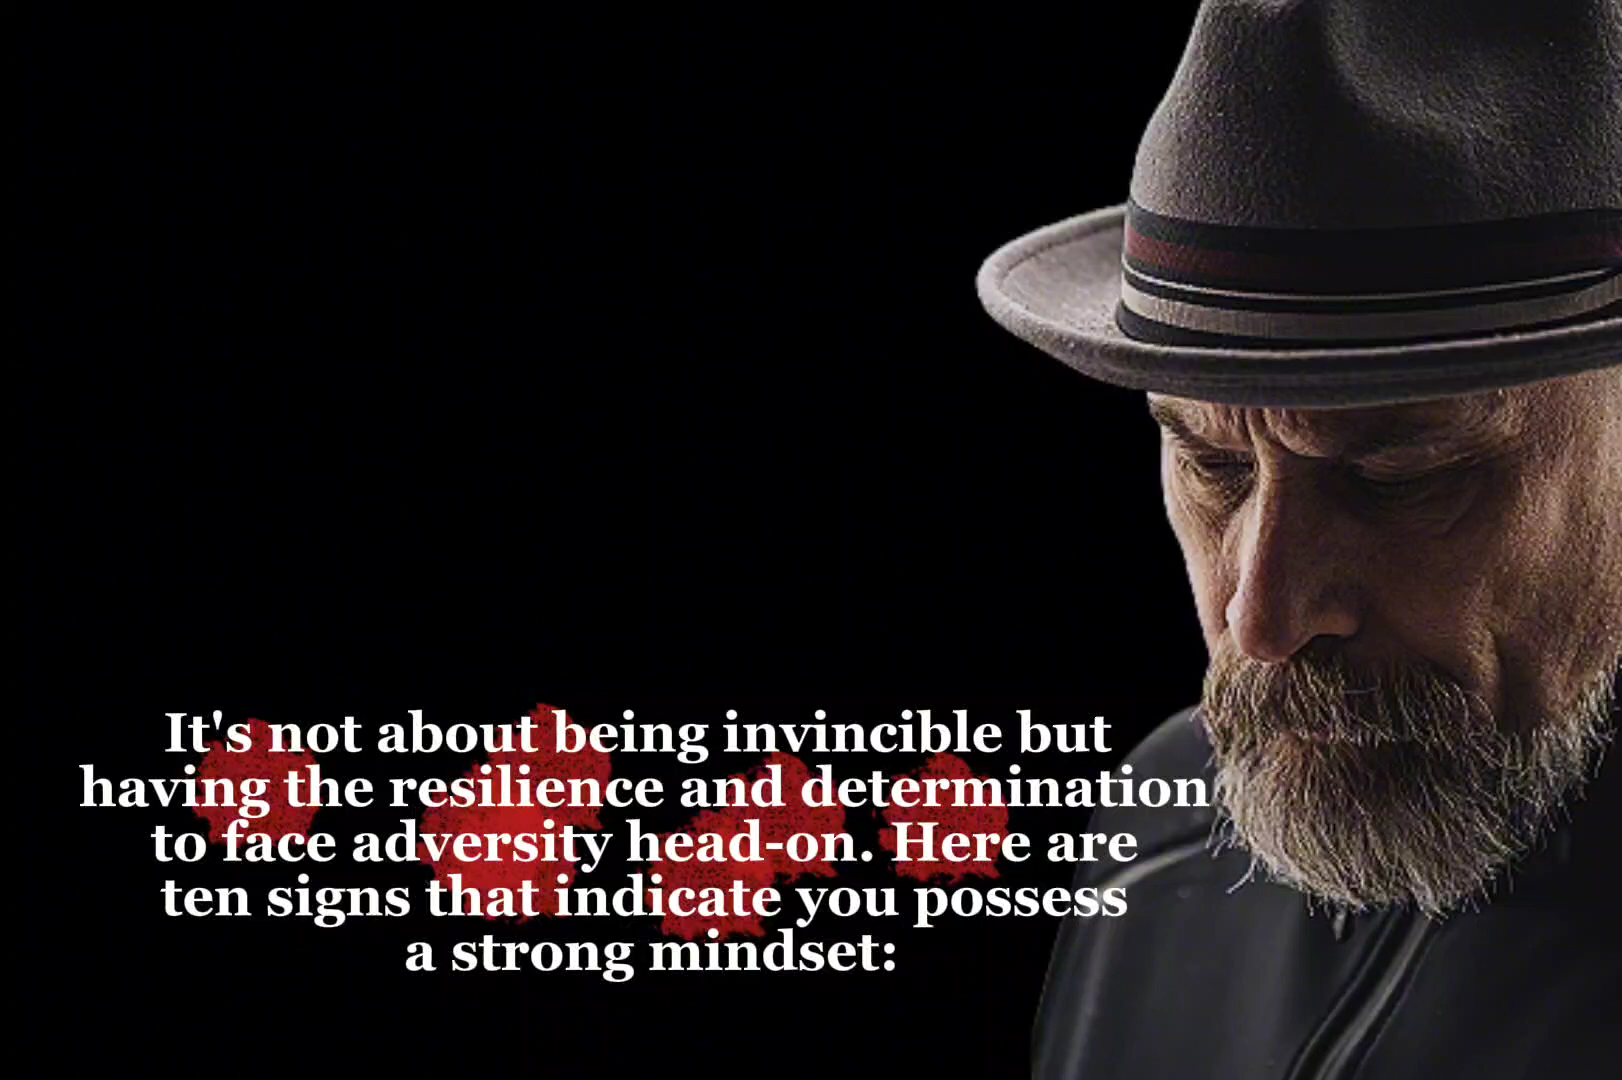 It's not about being invincible but
having the resilience and determination
to face adversity head-on. Here are
ten signs that indicate you possess
a strong mindset: